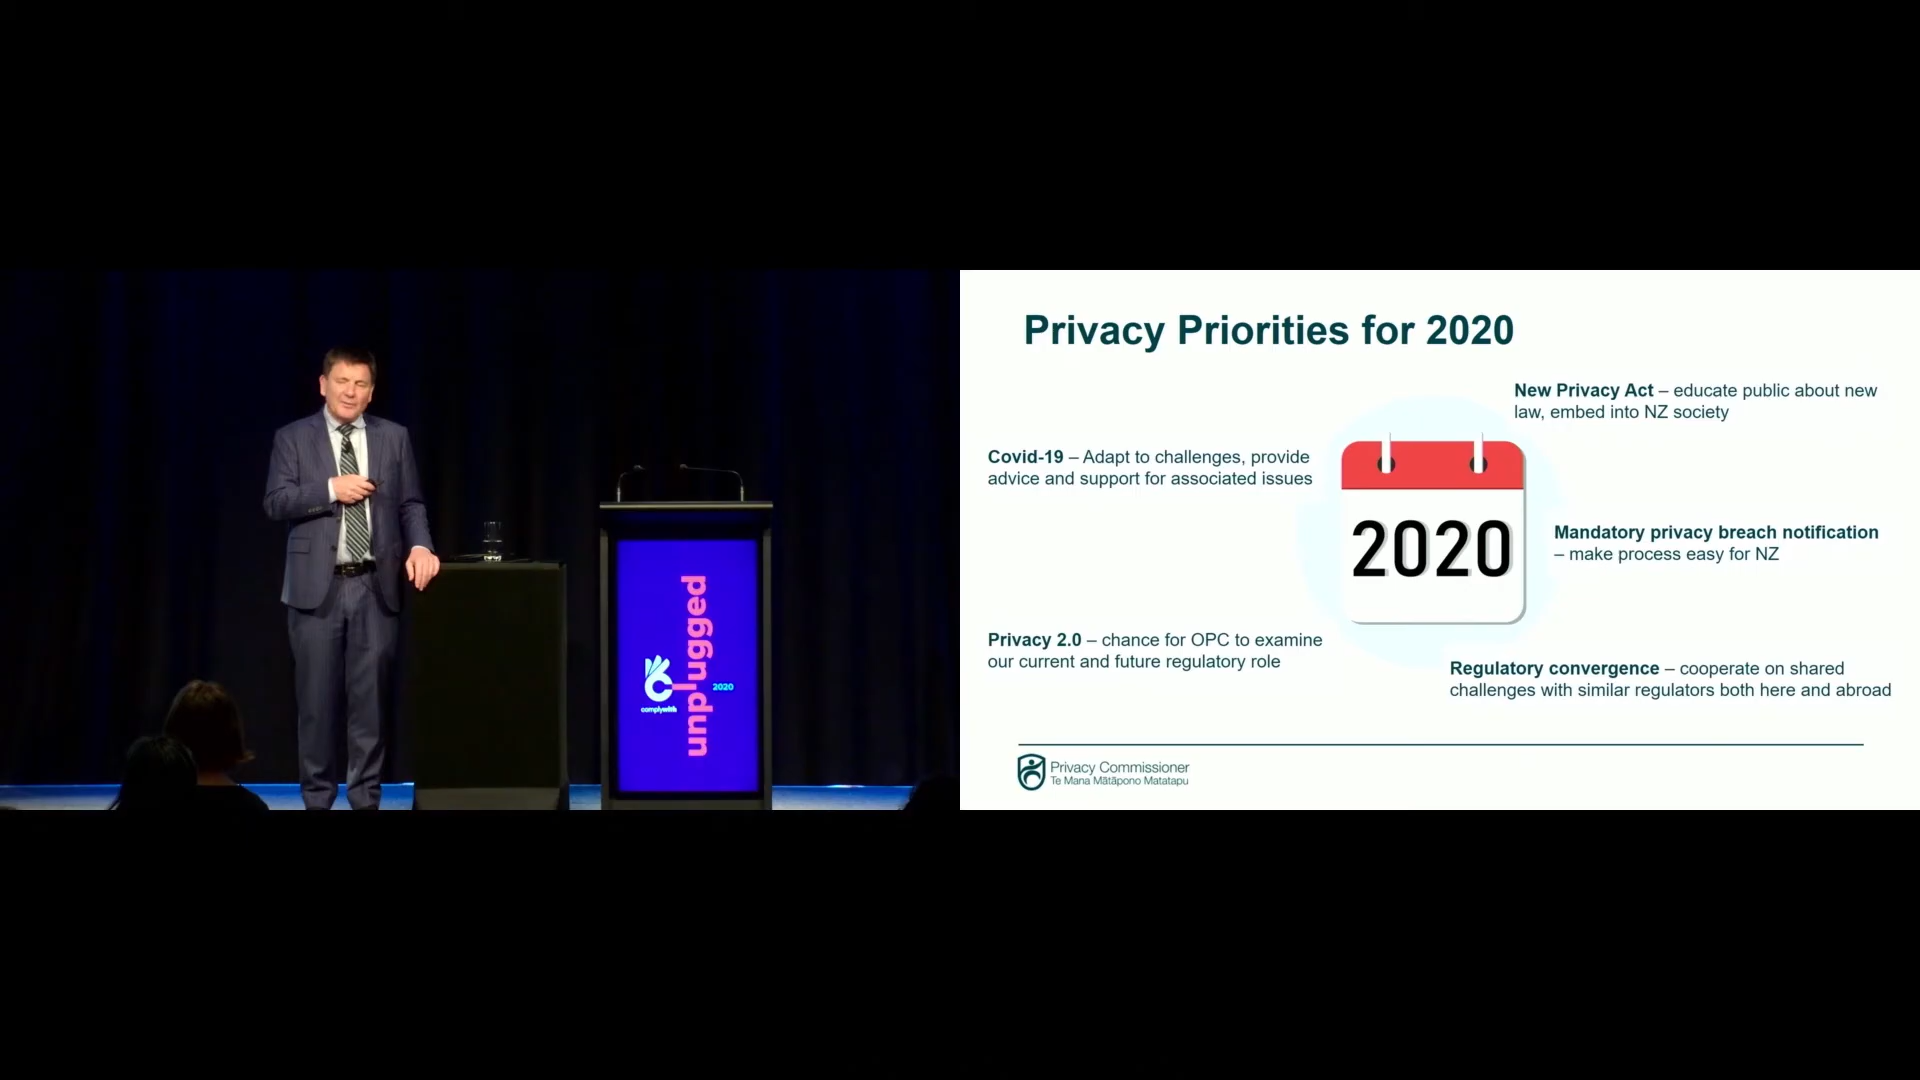 complywith
unplugged
2020
Privacy Priorities for 2020
New Privacy Act – educate public about new
law, embed into NZ society
Covid-19 – Adapt to challenges, provide
advice and support for associated issues
2020
Mandatory privacy breach notification
– make process easy for NZ
Privacy 2.0 – chance for OPC to examine
our current and future regulatory role
Regulatory convergence – cooperate on shared
challenges with similar regulators both here and abroad
Privacy Commissioner
Te Mana Mātāpono Matatapu